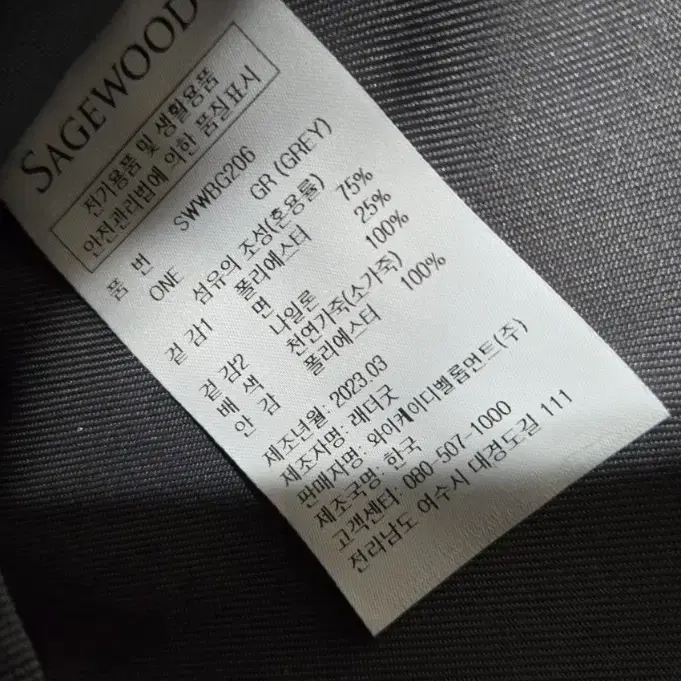 SAGEWOOD
전기용품 및 생활용품
안전관리법에 의한 품질표시
품 번 SWWBG206
ONE GR (GREY)
섬유의 조성(혼용률)
겉 감1 면 폴리에스터 75%
25%
겉 감2 나일론 100%
배 색 천연가죽(소가죽)
안 감 폴리에스터 100%
제조년월: 2023.03
제조자명: 래더굿
판매자명: 와이케이디벨롭먼트(주)
제조국명: 한국
고객센터: 080-507-1000
전라남도 여수시 대경도길 111